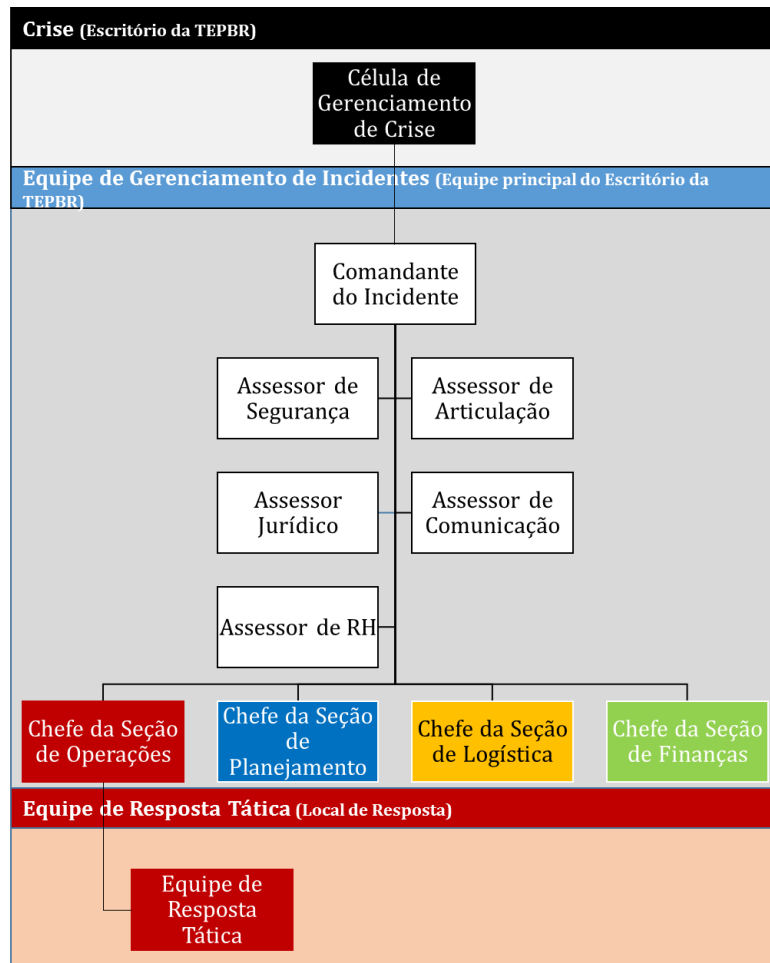 Crise (Escritório da TEPBR)
Célula de
Gerenciamento
de Crise
Equipe de Gerenciamento de Incidentes (Equipe principal do Escritório da
TEPBR)
Comandante
do Incidente
Assessor de
Segurança
Assessor de
Articulação
Assessor
Jurídico
Assessor de
Comunicação
Assessor de RH
Chefe da Seção
de Operações
Chefe da Seção
de
Planejamento
Chefe da Seção
de Logística
Chefe da Seção
de Finanças
Equipe de Resposta Tática (Local de Resposta)
Equipe de
Resposta
Tática